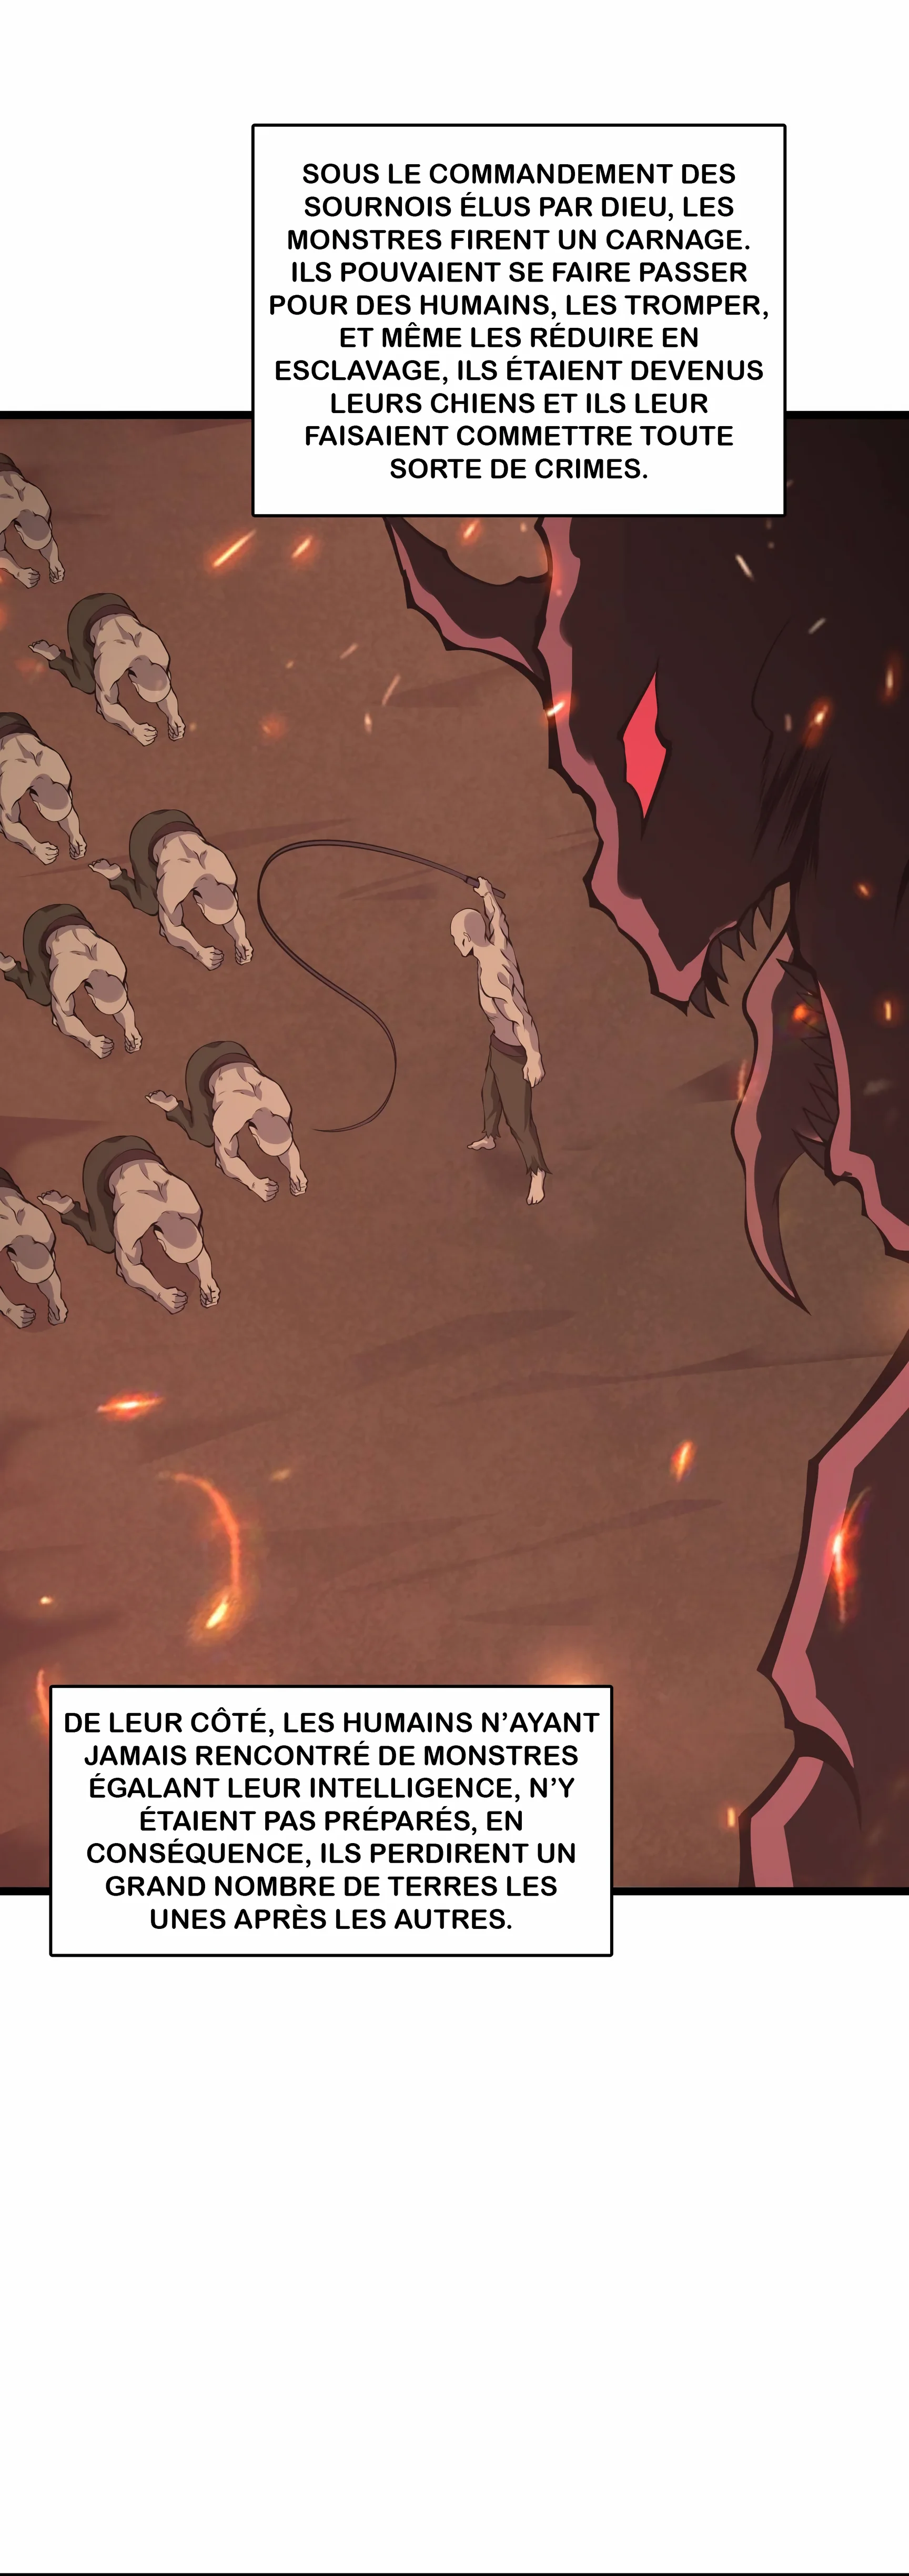 SOUS LE COMMANDEMENT DES
SOURNOIS ÉLUS PAR DIEU, LES
MONSTRES FIRENT UN CARNAGE.
ILS POUVAIENT SE FAIRE PASSER
POUR DES HUMAINS, LES TROMPER,
ET MÊME LES RÉDUIRE EN
ESCLAVAGE, ILS ÉTAIENT DEVENUS
LEURS CHIENS ET ILS LEUR
FAISAIENT COMMETTRE TOUTE
SORTE DE CRIMES.
DE LEUR CÔTÉ, LES HUMAINS N'AYANT
JAMAIS RENCONTRÉ DE MONSTRES
ÉGALANT LEUR INTELLIGENCE, N'Y
ÉTAIENT PAS PRÉPARÉS, EN
CONSÉQUENCE, ILS PERDIRENT UN
GRAND NOMBRE DE TERRES LES
UNES APRÈS LES AUTRES.